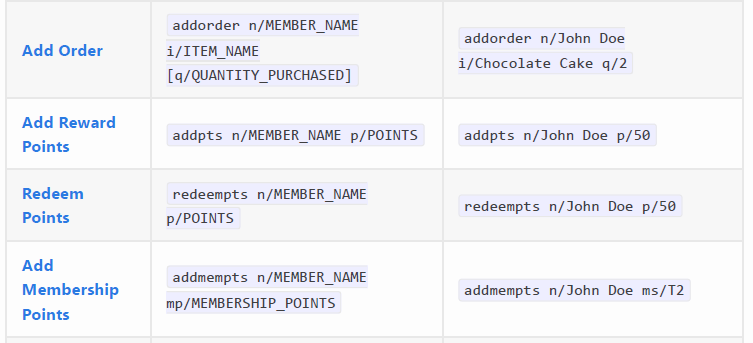 Add Order
addorder n/MEMBER_NAME
i/ITEM_NAME
[q/QUANTITY_PURCHASED]
addorder n/John Doe
i/Chocolate Cake q/2
Add Reward
Points
addpts n/MEMBER_NAME p/POINTS
addpts n/John Doe p/50
Redeem
Points
redeempts n/MEMBER_NAME
p/POINTS
redeempts n/John Doe p/50
Add
Membership
Points
addmempts n/MEMBER_NAME
mp/MEMBERSHIP_POINTS
addmempts n/John Doe ms/T2